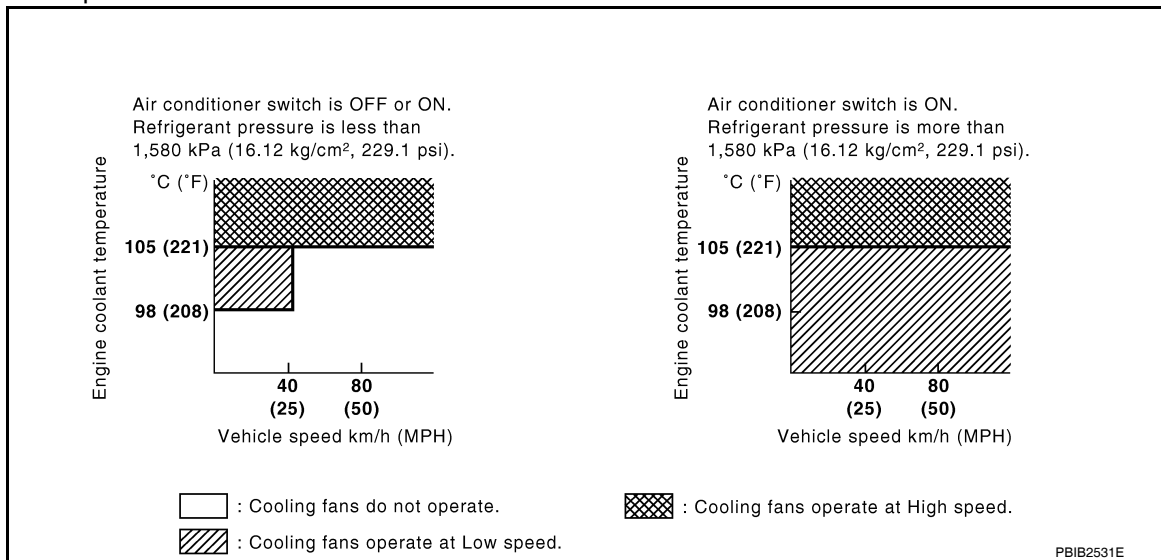 Air conditioner switch is OFF or ON.
Refrigerant pressure is less than
1,580 kPa (16.12 kg/cm², 229.1 psi).
Engine coolant temperature
˚C (˚F)
105 (221)
98 (208)
40
(25)
80
(50)
Vehicle speed km/h (MPH)
Air conditioner switch is ON.
Refrigerant pressure is more than
1,580 kPa (16.12 kg/cm², 229.1 psi).
Engine coolant temperature
˚C (˚F)
105 (221)
98 (208)
40
(25)
80
(50)
Vehicle speed km/h (MPH)
: Cooling fans do not operate.
: Cooling fans operate at Low speed.
: Cooling fans operate at High speed.
PBIB2531E